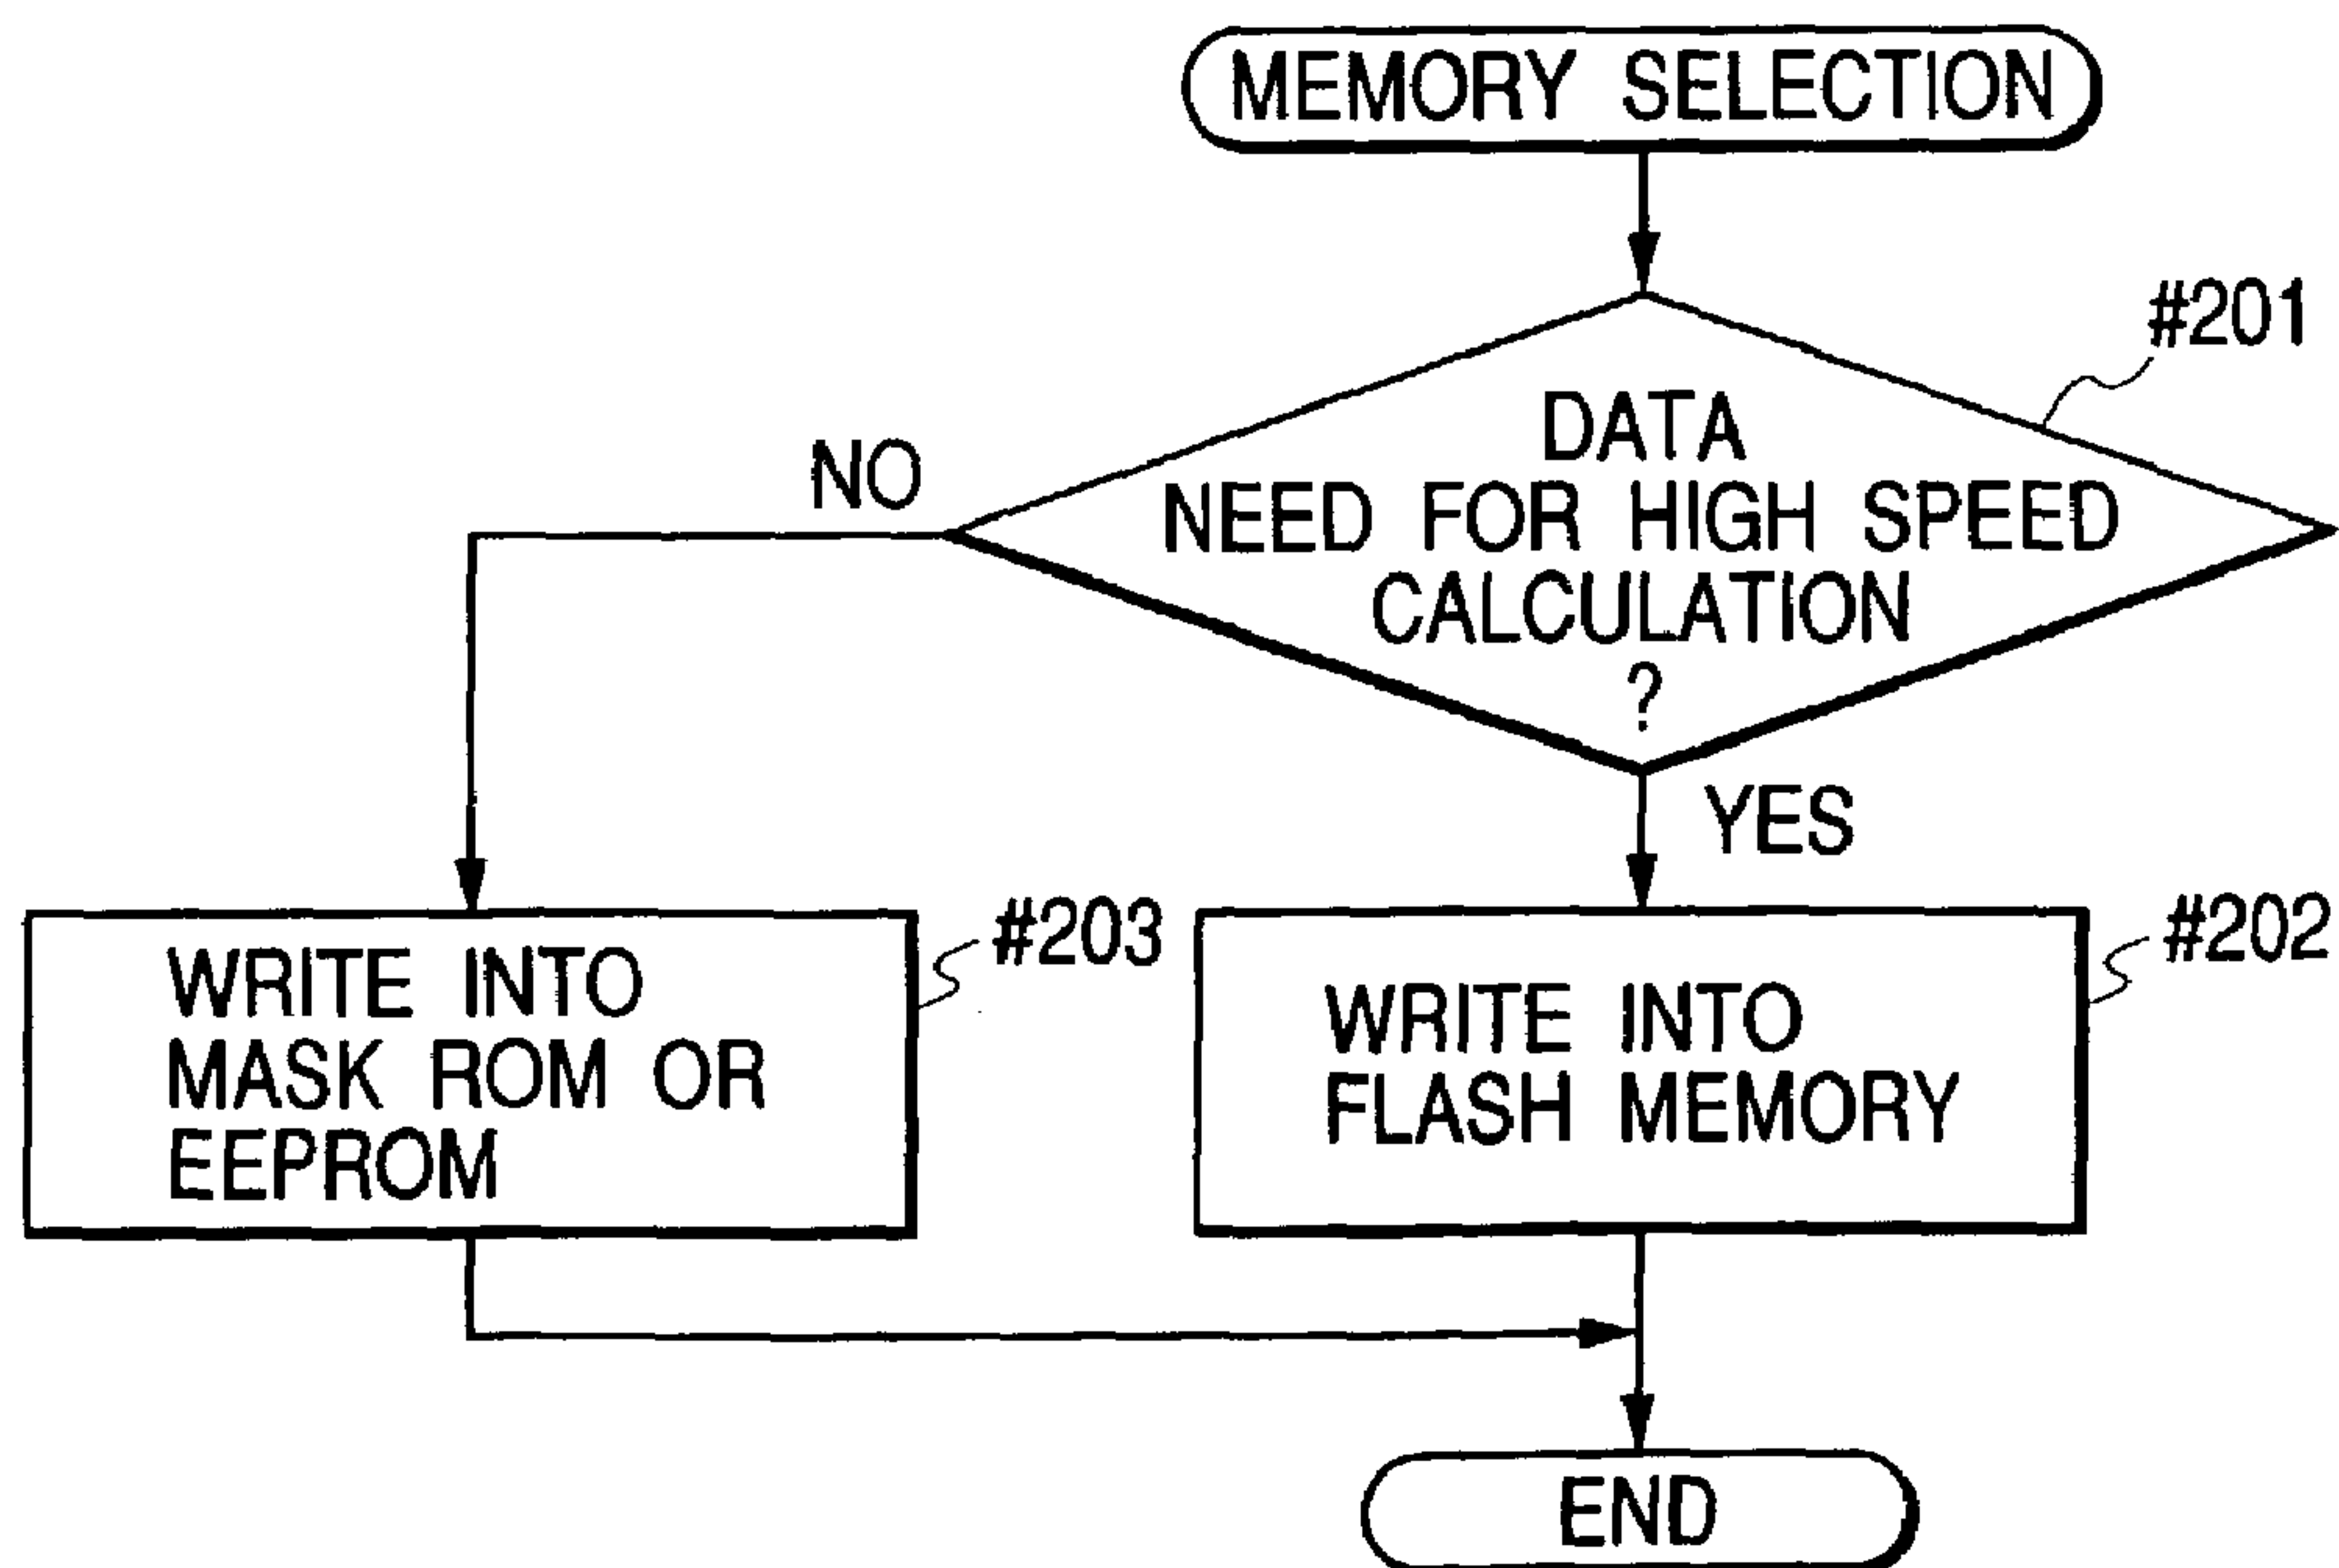 MEMORY SELECTION
#201
DATA
NEED FOR HIGH SPEED
CALCULATION
?
NO
YES
#203
WRITE INTO
MASK ROM OR
EEPROM
#202
WRITE INTO
FLASH MEMORY
END